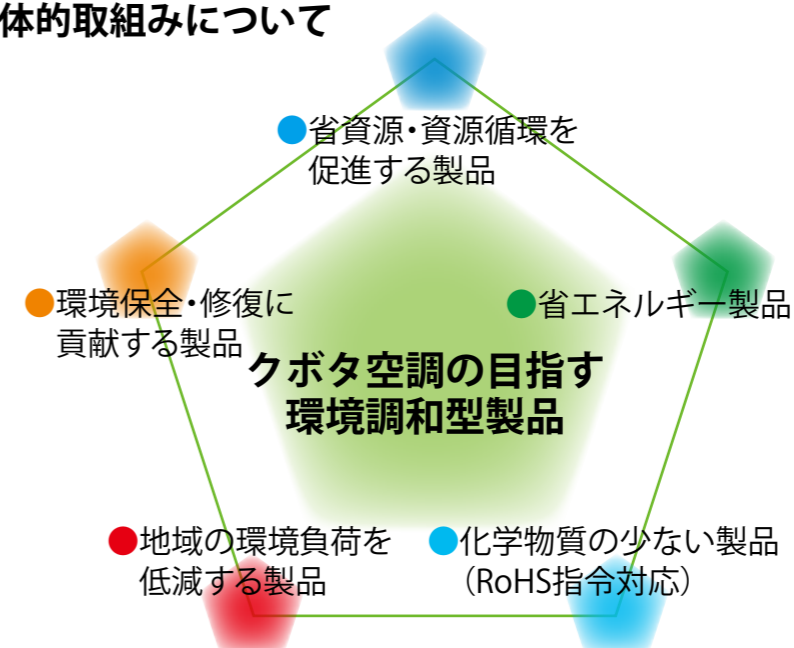 体的取組みについて
●省資源・資源循環を
促進する製品
●環境保全・修復に
貢献する製品
●省エネルギー製品
クボタ空調の目指す
環境調和型製品
●地域の環境負荷を
低減する製品
●化学物質の少ない製品
（RoHS指令対応）